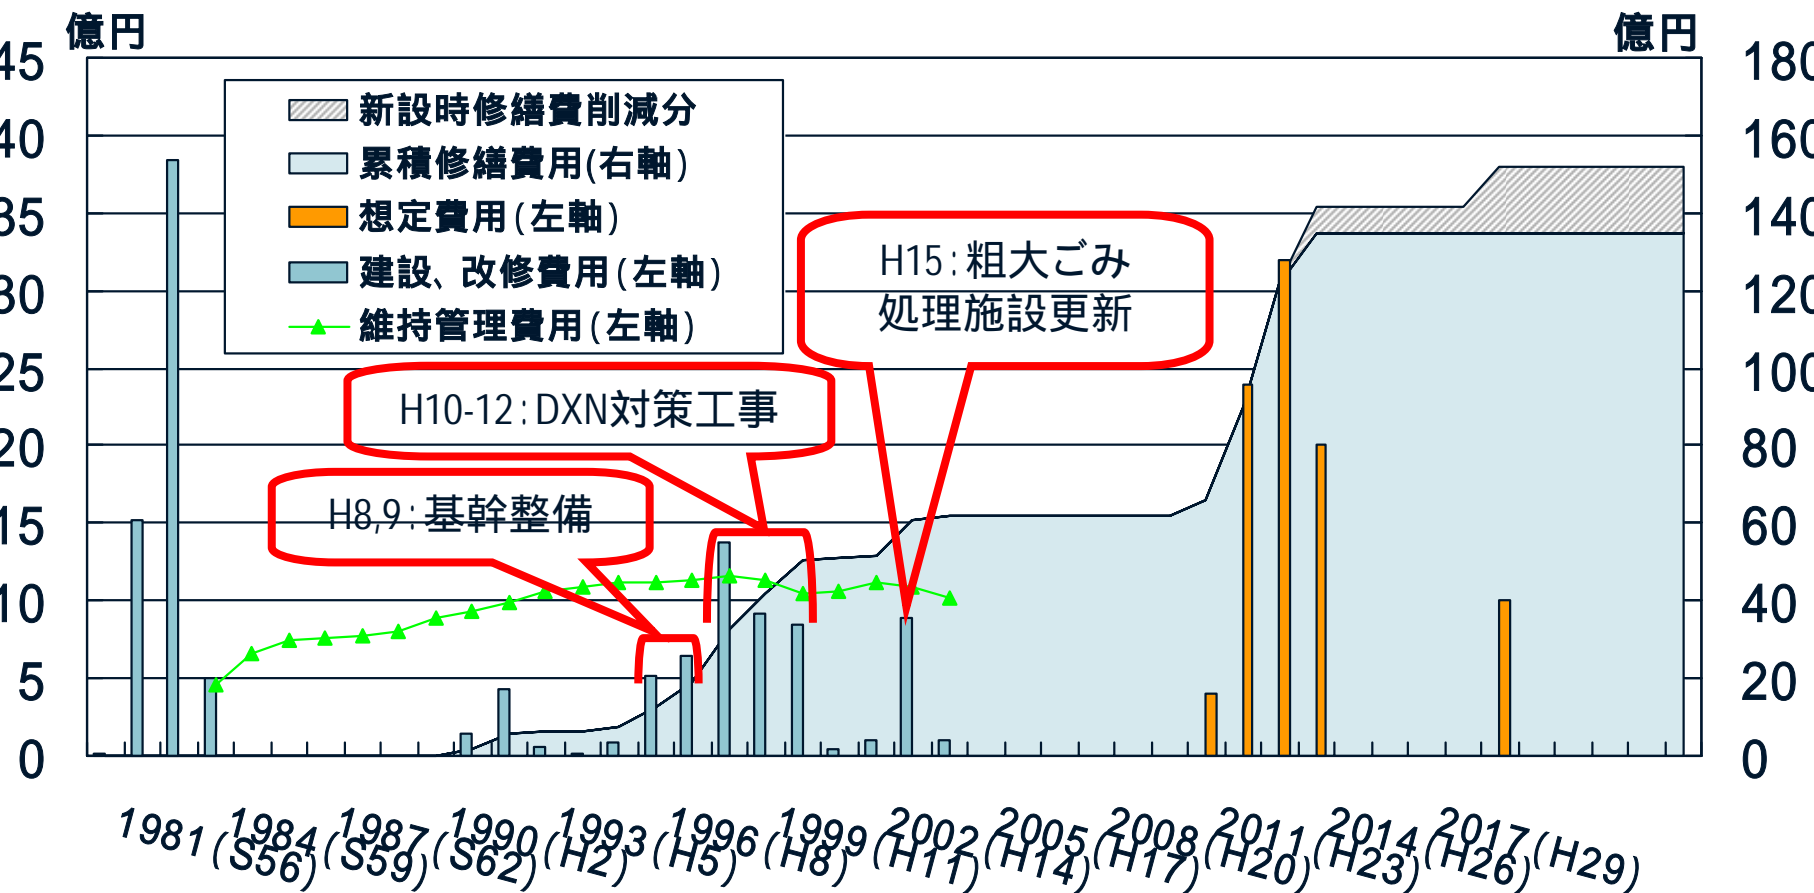 億円
億円
45
40
35
30
25
20
15
10
5
0
180
160
140
120
100
80
60
40
20
0
新設時修繕費削減分
累積修繕費用(右軸)
想定費用(左軸)
建設、改修費用(左軸)
維持管理費用(左軸)
H15:粗大ごみ
処理施設更新
H10-12:DXN対策工事
H8,9:基幹整備
1981(S56)
1984(S59)
1987(S62)
1990(H2)
1993(H5)
1996(H8)
1999(H11)
2002(H14)
2005(H17)
2008(H20)
2011(H23)
2014(H26)
2017(H29)